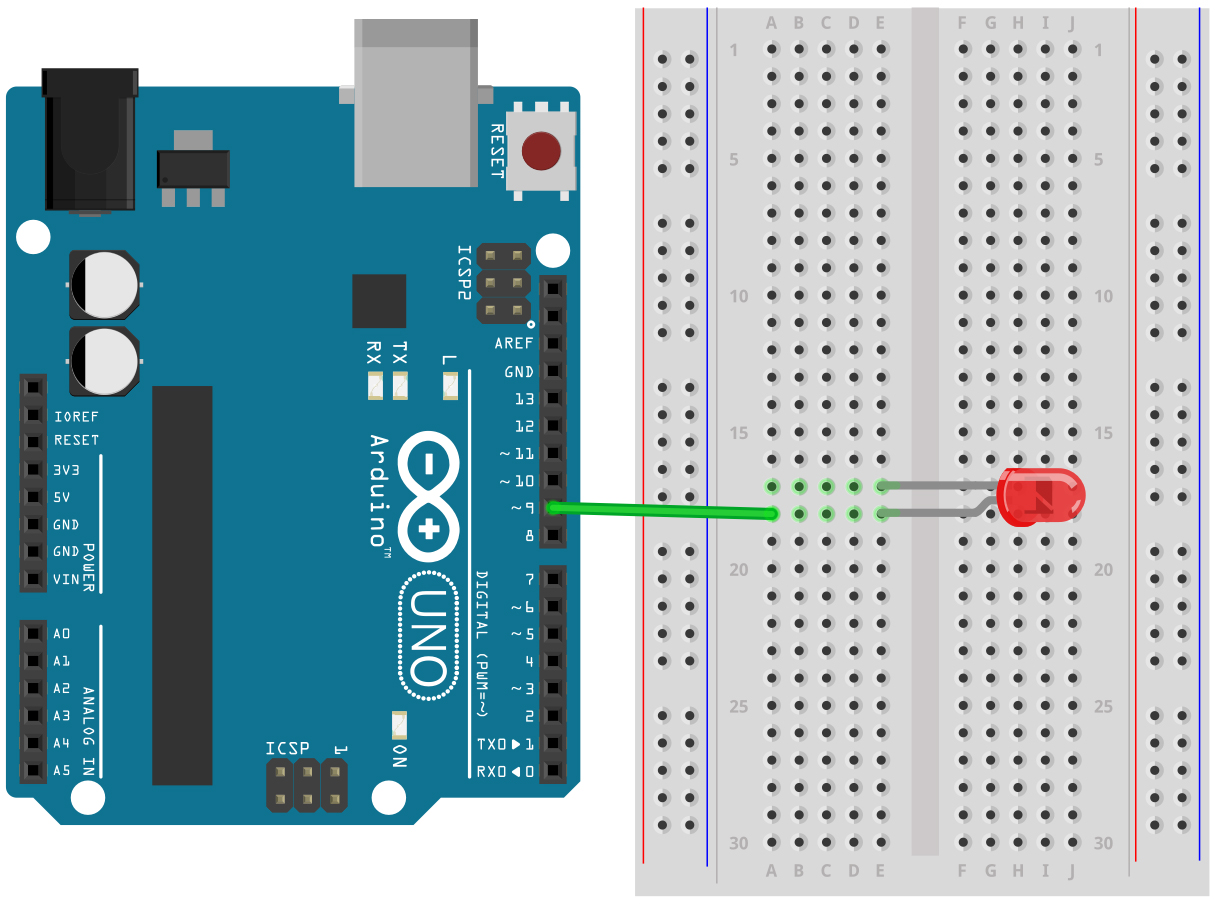 RESET
ICSP2
AREF
GND
13
12
~11
~10
~9
8
RX
TX
L
IOREF
RESET
3V3
5V
GND
GND
VIN
POWER
Arduino™
UNO
DIGITAL (PWM=~)
7
~6
~5
4
~3
2
TX0▶1
RX0◀0
A0
A1
A2
A3
A4
A5
ANALOG IN
ICSP
1
ON
A B C D E F G H I J
1 1
5 5
10 10
15 15
20 20
25 25
30 30
A B C D E F G H I J